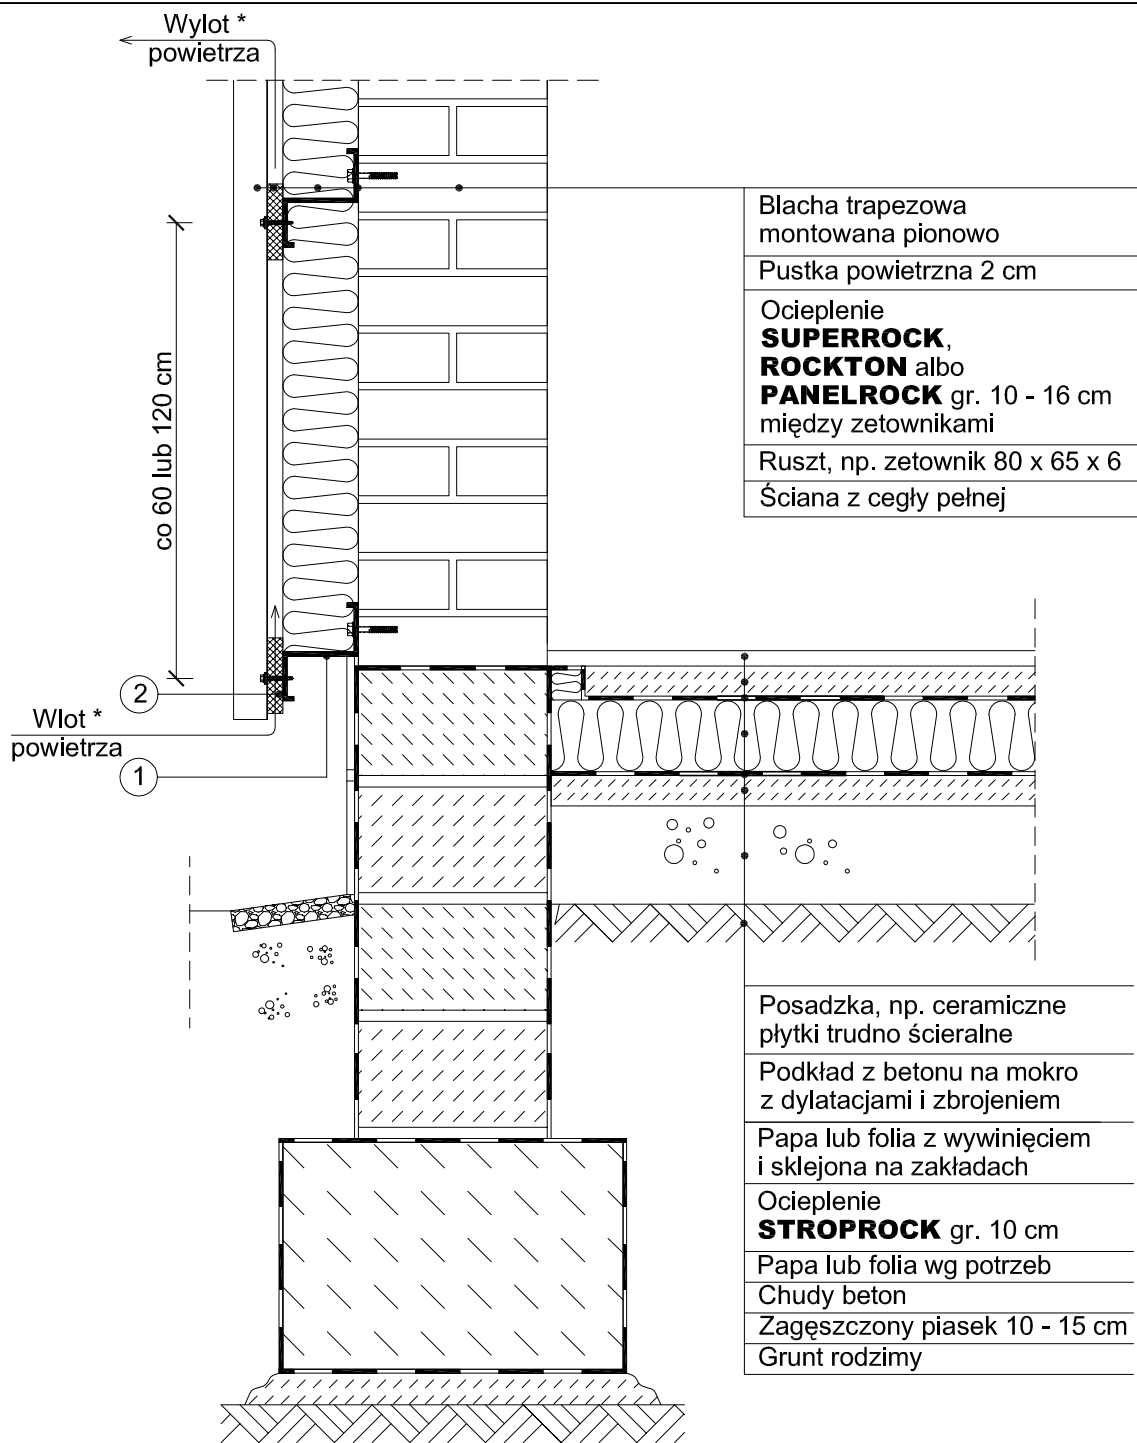 Wylot *
powietrza
Blacha trapezowa
montowana pionowo
Pustka powietrzna 2 cm
Ocieplenie
SUPERROCK,
ROCKTON albo
PANELROCK gr. 10 - 16 cm
między zetownikami
Ruszt, np. zetownik 80 x 65 x 6
Ściana z cegły pełnej
co 60 lub 120 cm
2
Wlot *
powietrza
1
Posadzka, np. ceramiczne
płytki trudno ścieralne
Podkład z betonu na mokro
z dylatacjami i zbrojeniem
Papa lub folia z wywinięciem
i sklejona na zakładach
Ocieplenie
STROPROCK gr. 10 cm
Papa lub folia wg potrzeb
Chudy beton
Zagęszczony piasek 10 - 15 cm
Grunt rodzimy